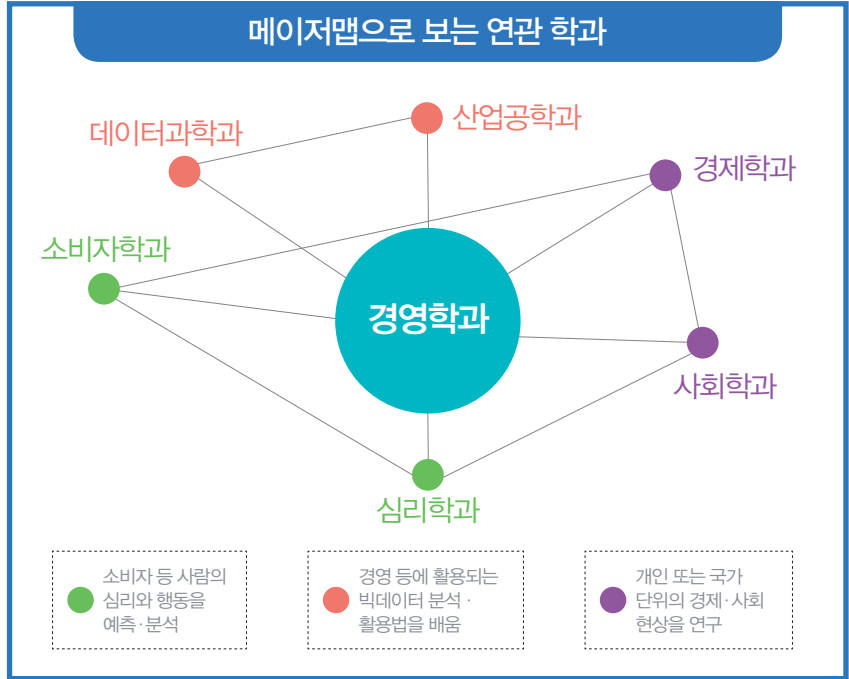 메이저맵으로 보는 연관 학과
산업공학과
데이터과학과
경제학과
소비자학과
경영학과
사회학과
심리학과
소비자 등 사람의
심리와 행동을
예측·분석
경영 등에 활용되는
빅데이터 분석·
활용법을 배움
개인 또는 국가
단위의 경제·사회
현상을 연구